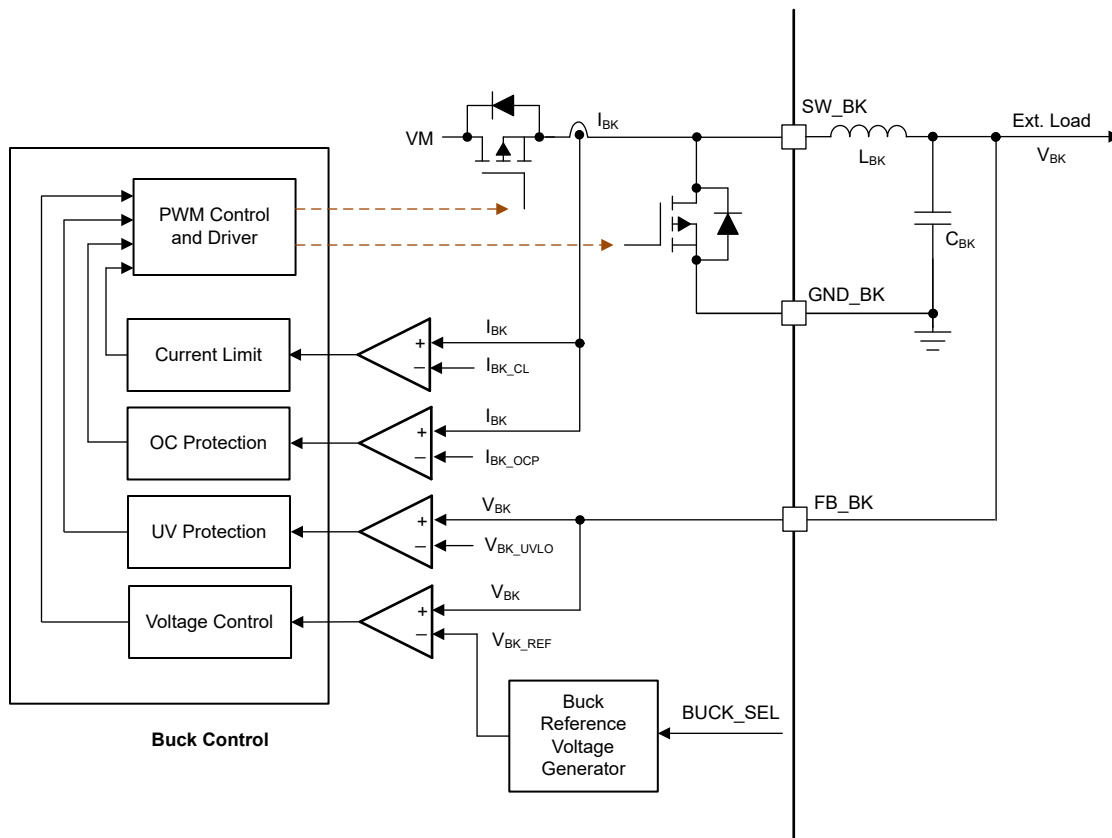 SW_BK
Ext. Load
I_BK
VM
L_BK
V_BK
PWM Control
and Driver
C_BK
GND_BK
I_BK
+
Current Limit
−
I_BK_CL
I_BK
+
OC Protection
−
I_BK_OCP
FB_BK
V_BK
+
UV Protection
−
V_BK_UVLO
V_BK
+
Voltage Control
−
V_BK_REF
Buck
Reference
Voltage
Generator
BUCK_SEL
Buck Control